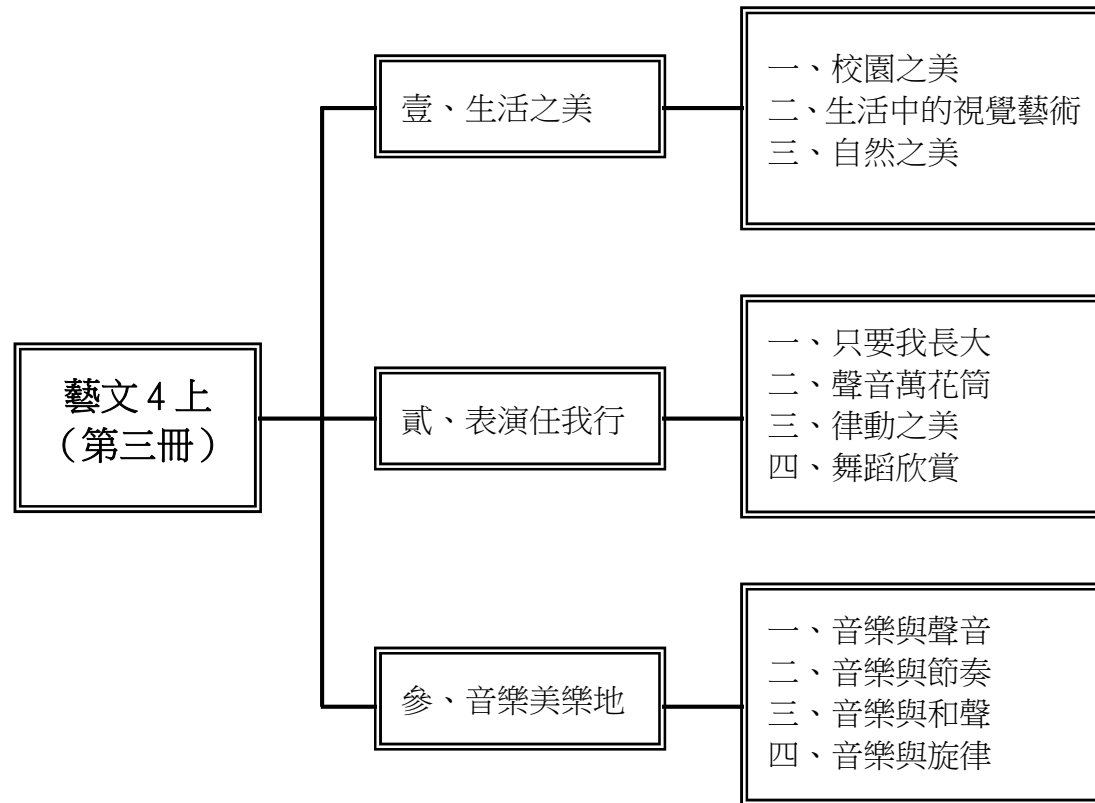 藝文 4 上
（第三冊）
壹、生活之美
一、校園之美
二、生活中的視覺藝術
三、自然之美
貳、表演任我行
一、只要我長大
二、聲音萬花筒
三、律動之美
四、舞蹈欣賞
參、音樂美樂地
一、音樂與聲音
二、音樂與節奏
三、音樂與和聲
四、音樂與旋律